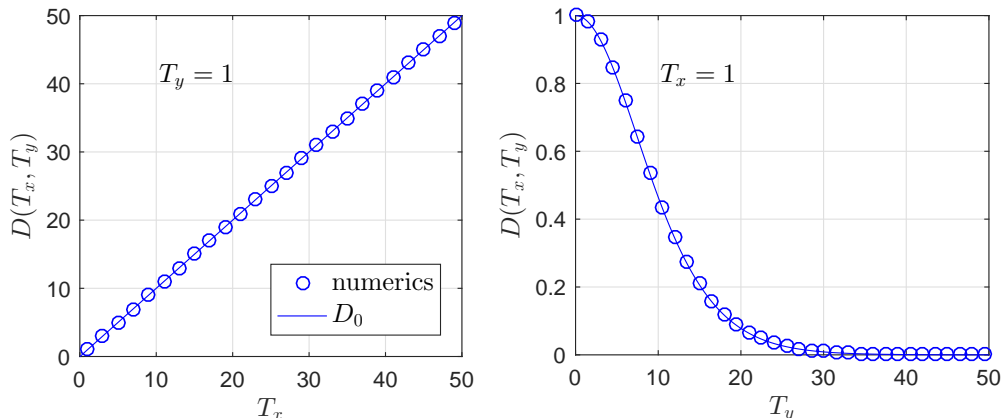 D(T_x, T_y)
50
40
30
20
10
0
T_y = 1
numerics
D_0
0 10 20 30 40 50
T_x
D(T_x, T_y)
1
0.8
0.6
0.4
0.2
0
T_x = 1
0 10 20 30 40 50
T_y